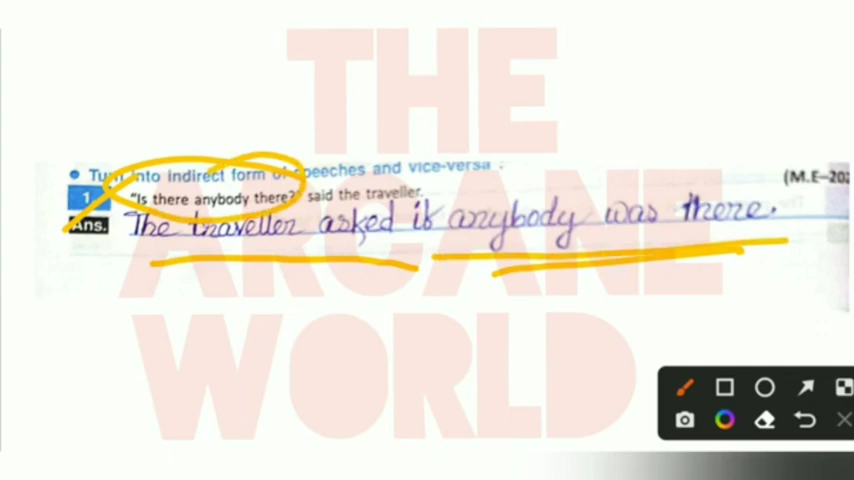 THE
ARCANE
WORLD
• Turn into indirect form of speeches and vice-versa :
(M.E-202
1 "Is there anybody there?" said the traveller.
Ans. The traveller asked if anybody was there.